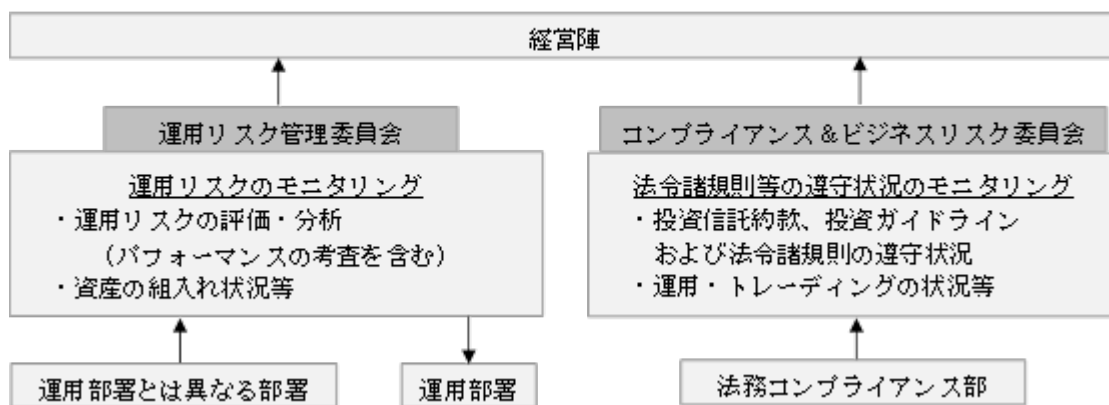 経営陣
運用リスク管理委員会
運用リスクのモニタリング
・運用リスクの評価・分析
（パフォーマンスの考査を含む）
・資産の組入れ状況等
運用部署とは異なる部署
運用部署
コンプライアンス＆ビジネスリスク委員会
法令諸規則等の遵守状況のモニタリング
・投資信託約款、投資ガイドライン
および法令諸規則の遵守状況
・運用・トレーディングの状況等
法務コンプライアンス部